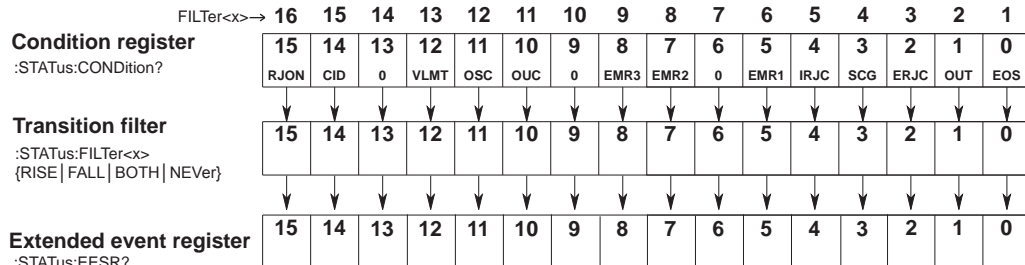 FILTer<x>→ 16 15 14 13 12 11 10 9 8 7 6 5 4 3 2 1
Condition register 15 14 13 12 11 10 9 8 7 6 5 4 3 2 1 0
:STATus:CONDition? RJON CID 0 VLMT OSC OUC 0 EMR3 EMR2 0 EMR1 IRJC SCG ERJC OUT EOS
Transition filter 15 14 13 12 11 10 9 8 7 6 5 4 3 2 1 0
:STATus:FILTer<x>
{RISE|FALL|BOTH|NEVer}
Extended event register 15 14 13 12 11 10 9 8 7 6 5 4 3 2 1 0
:STATus:EESR?